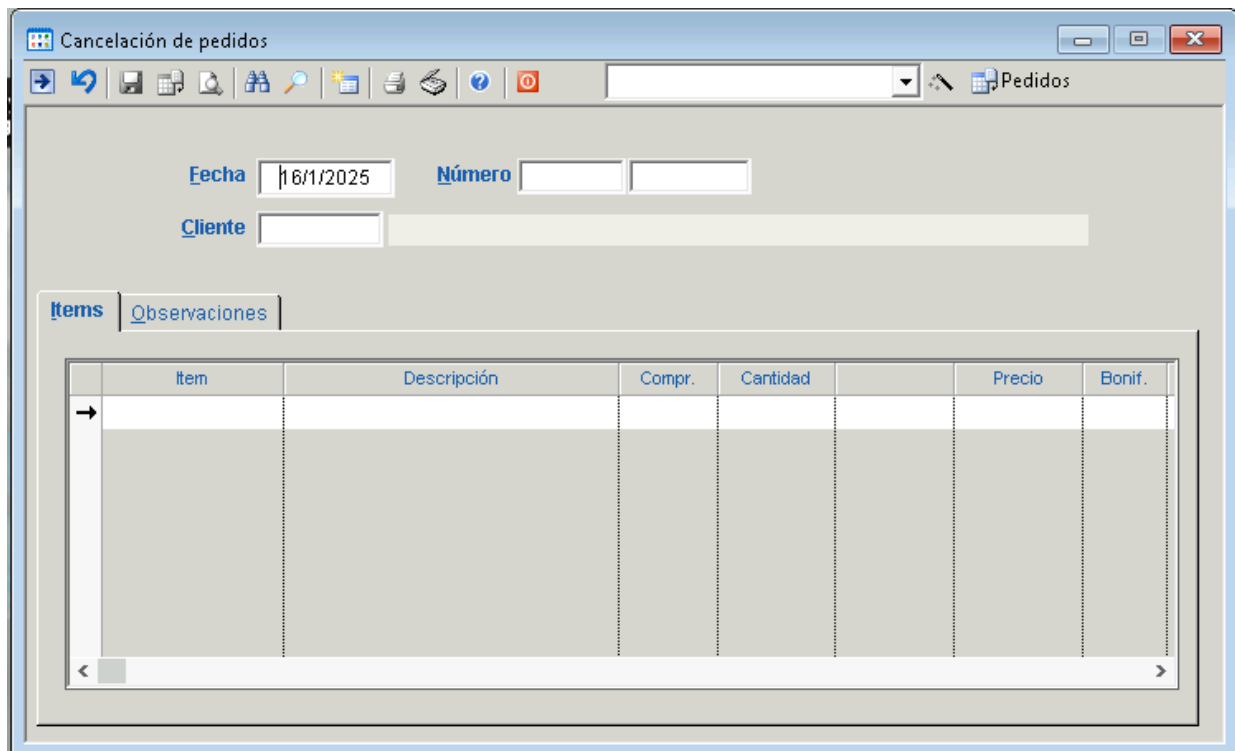 Cancelación de pedidos
Pedidos
Fecha 16/1/2025 Número
Cliente
Items Observaciones
Item Descripción Compr. Cantidad Precio Bonif.